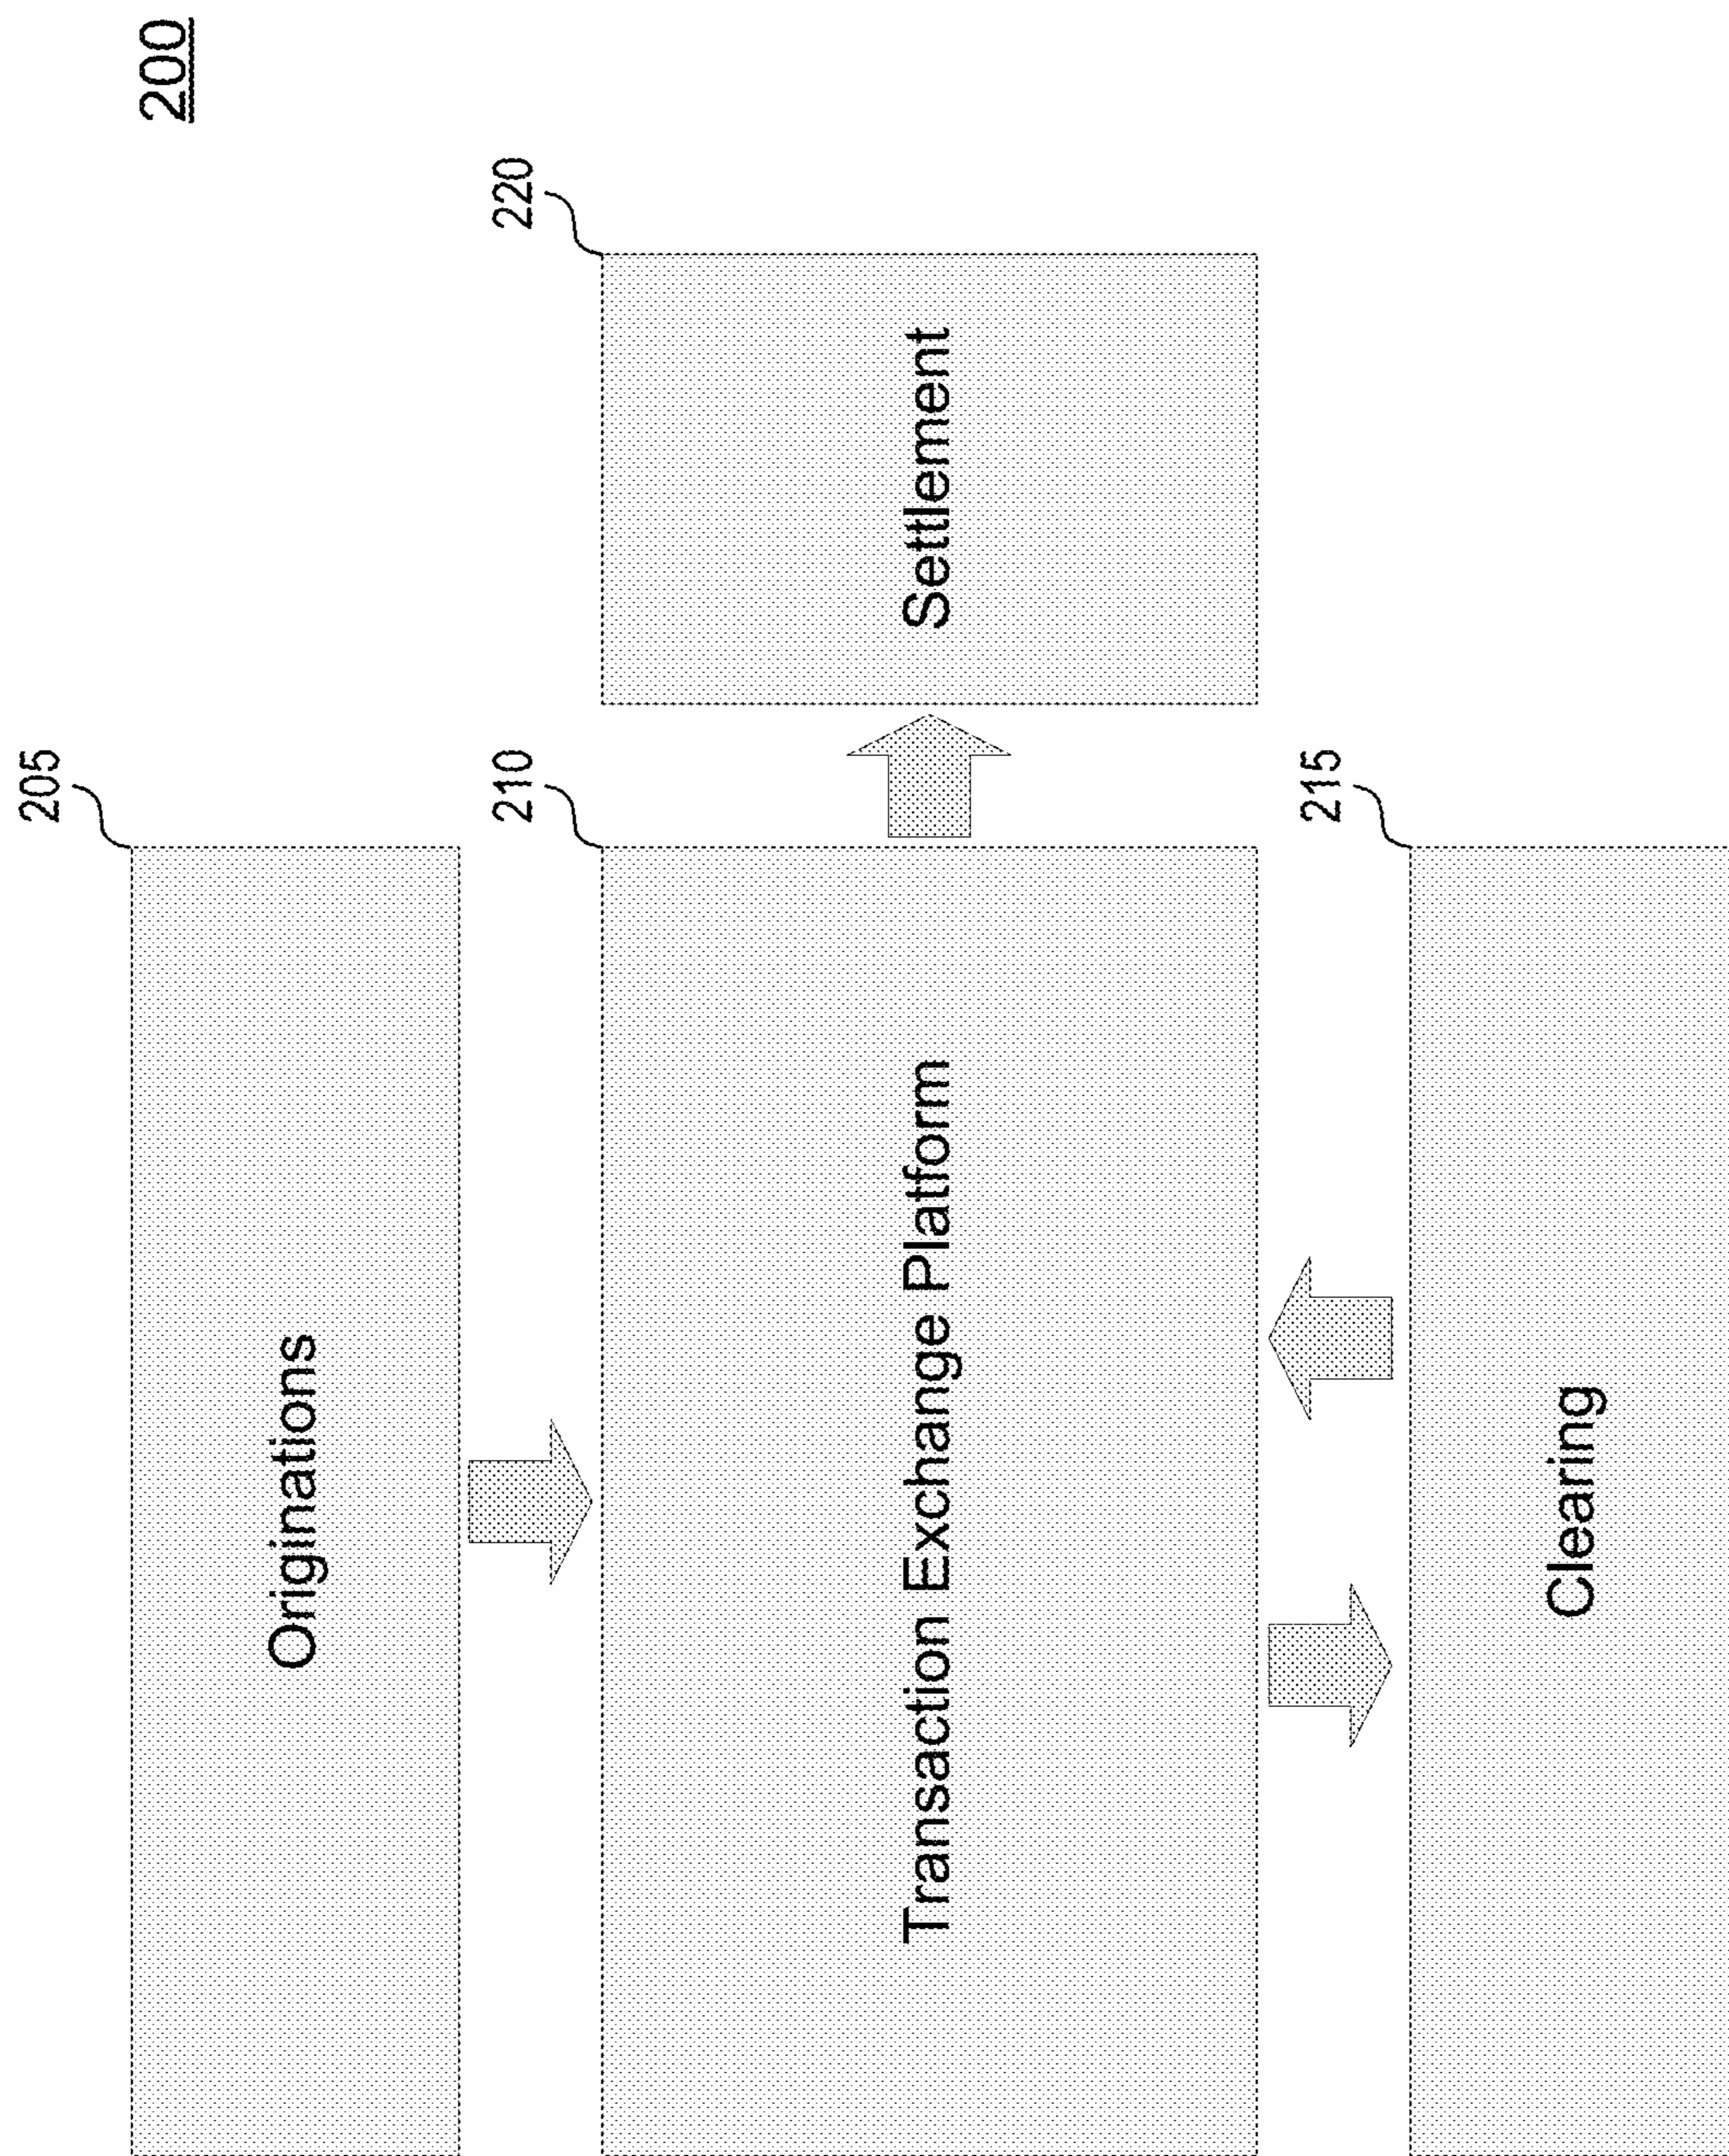 200
205
Originations
210
Transaction Exchange Platform
220
Settlement
215
Clearing